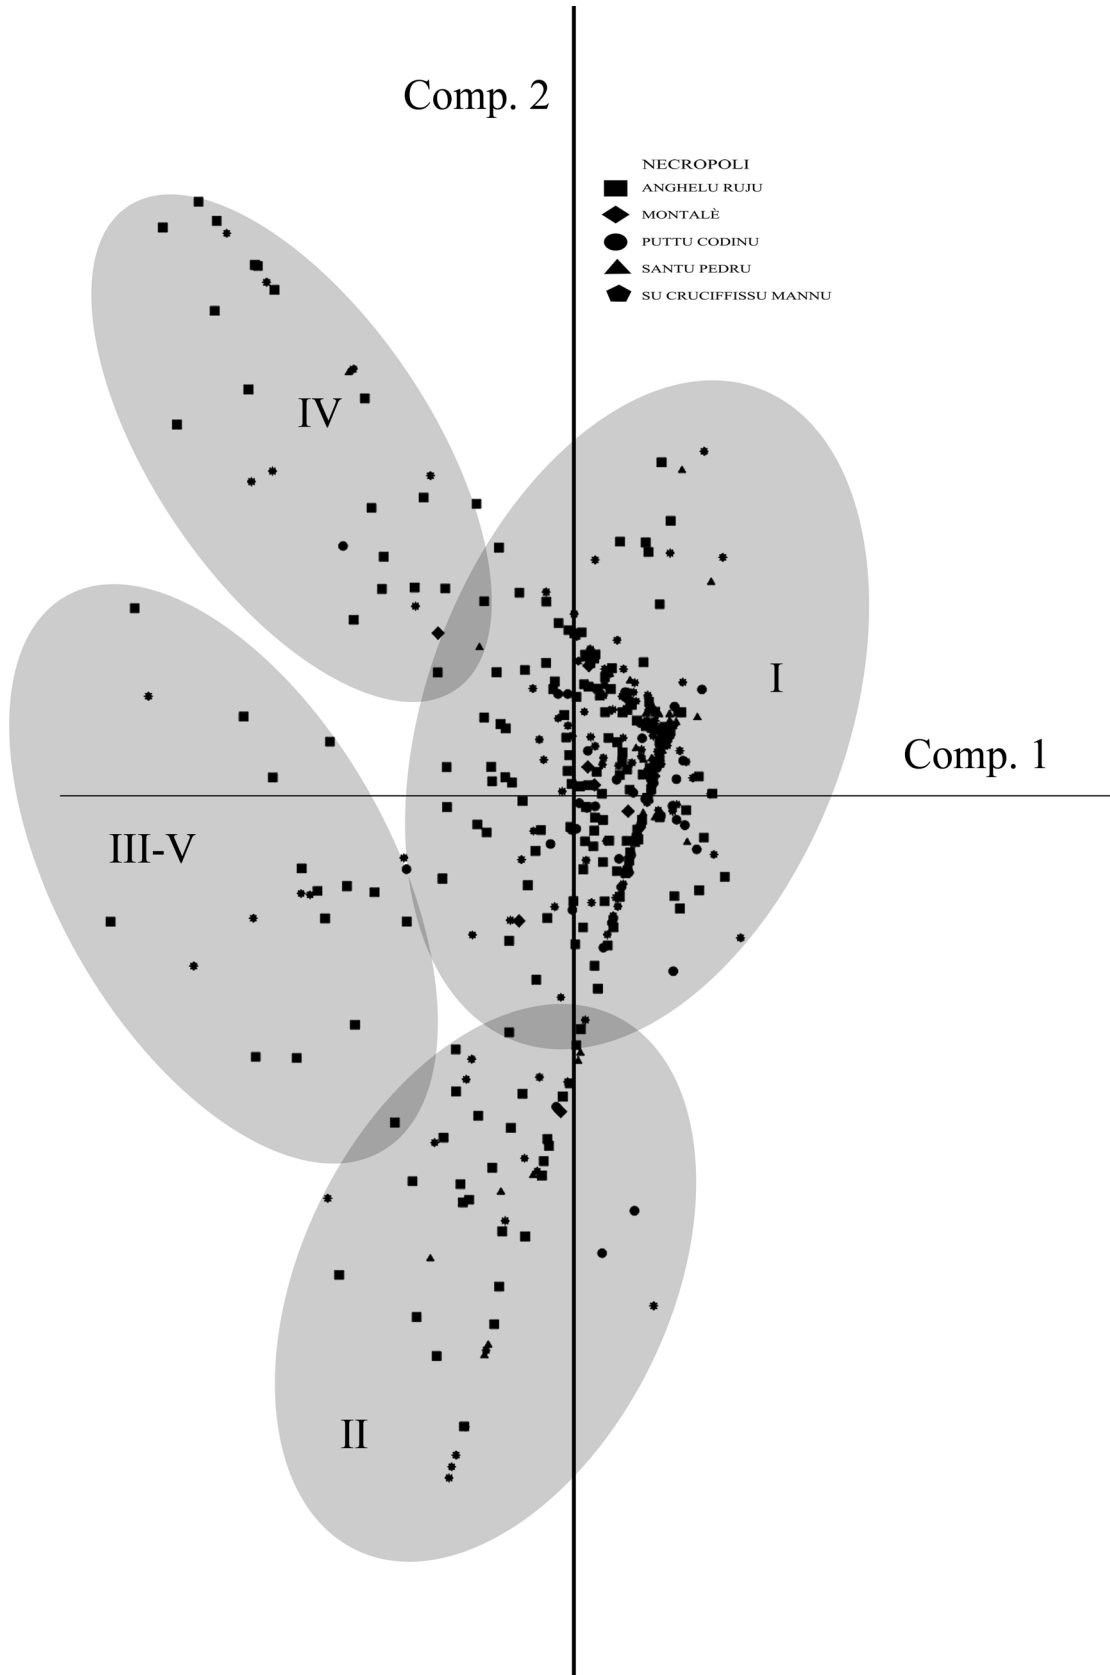 Comp. 2
NECROPOLI
ANGHELU RUJU
MONTALÈ
PUTTU CODINU
SANTU PEDRU
SU CRUCIFFISSU MANNU
IV
I
Comp. 1
III-V
II